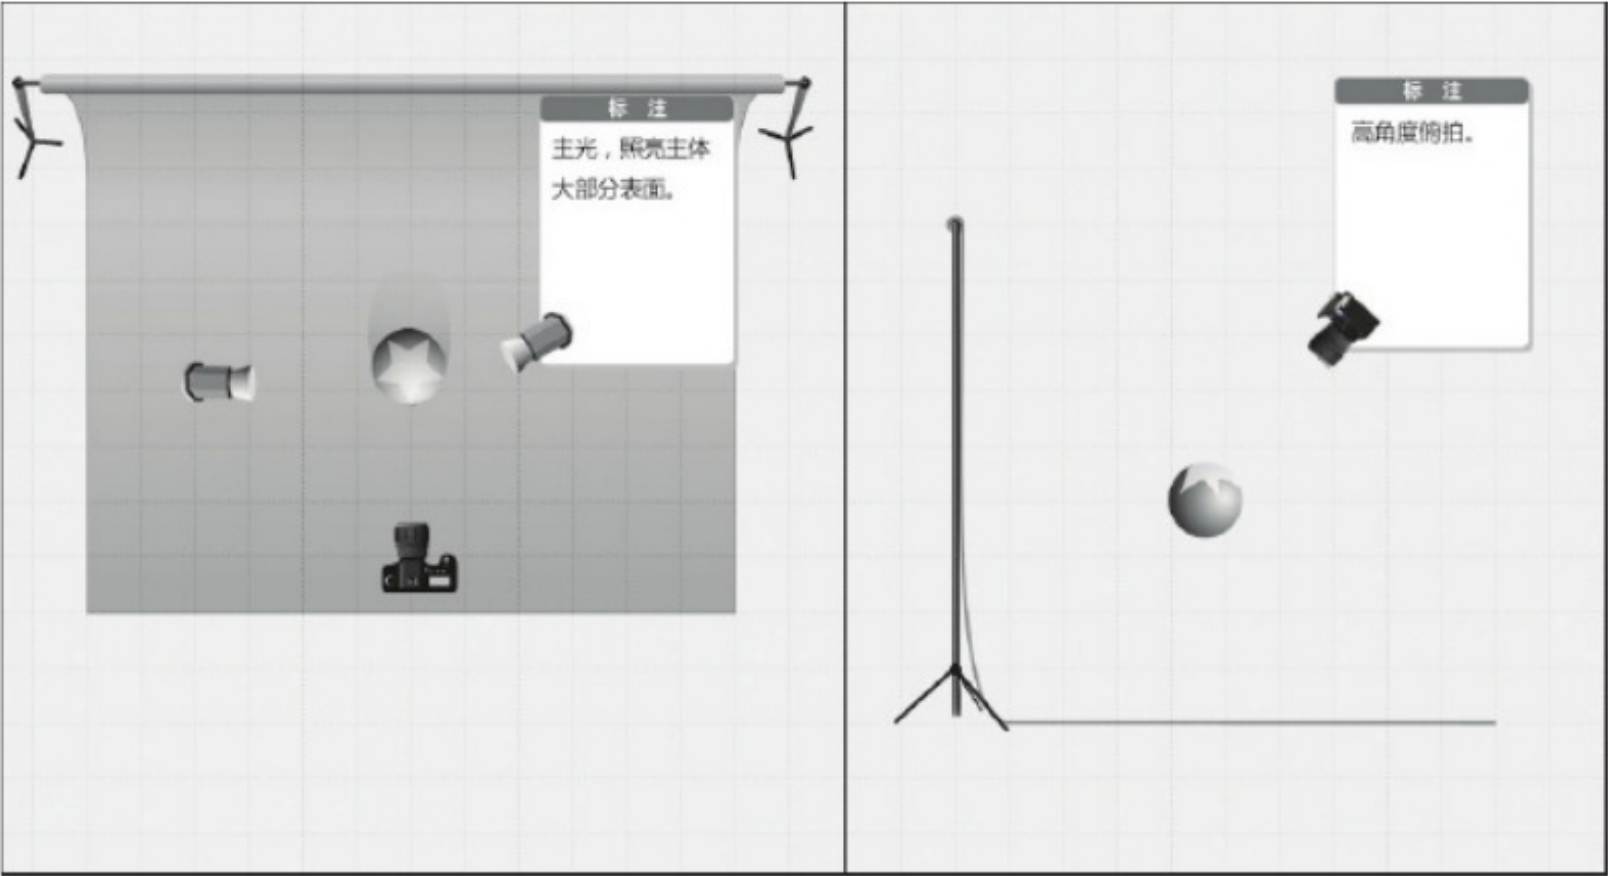 标 注
主光，照亮主体
大部分表面。
标 注
高角度俯拍。